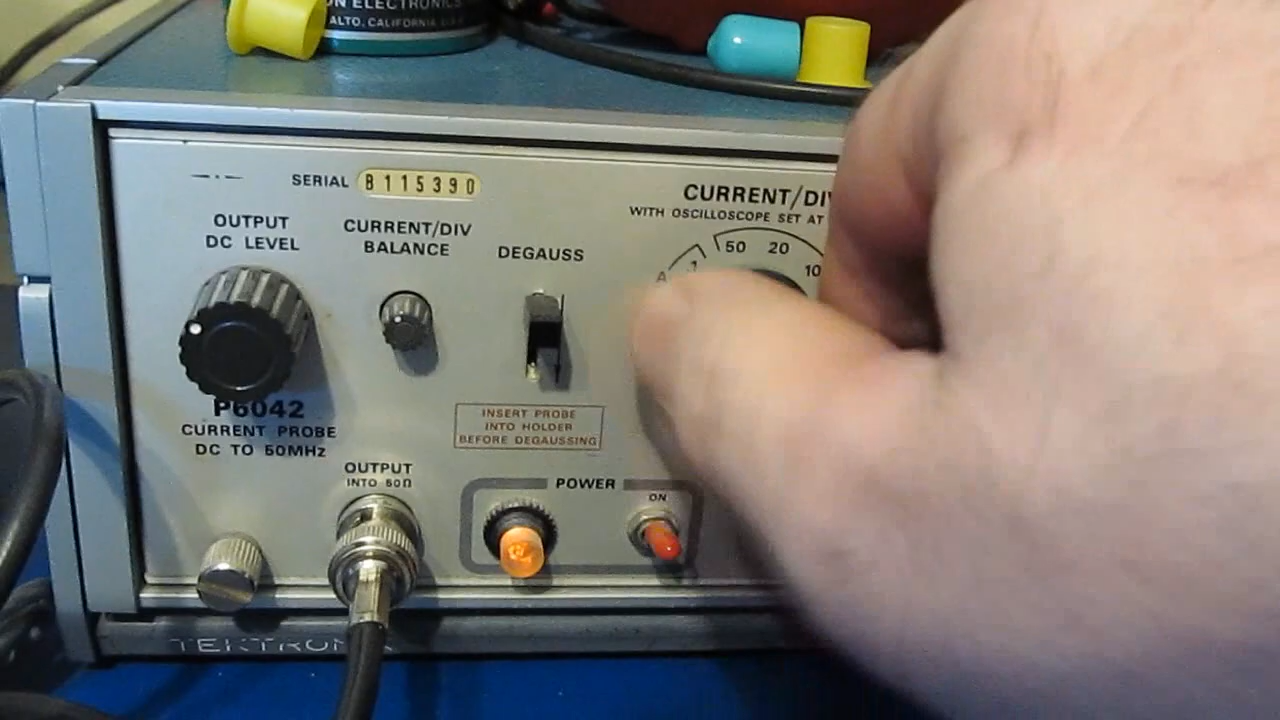 ON ELECTRONICS
ALTO, CALIFORNIA U.S.A
SERIAL B115390
CURRENT/DIV
WITH OSCILLOSCOPE SET AT
50 20 10
A .1
OUTPUT
DC LEVEL
CURRENT/DIV
BALANCE
DEGAUSS
P6042
CURRENT PROBE
DC TO 50MHz
INSERT PROBE
INTO HOLDER
BEFORE DEGAUSSING
OUTPUT
INTO 50Ω
POWER
ON
TEKTRONIX